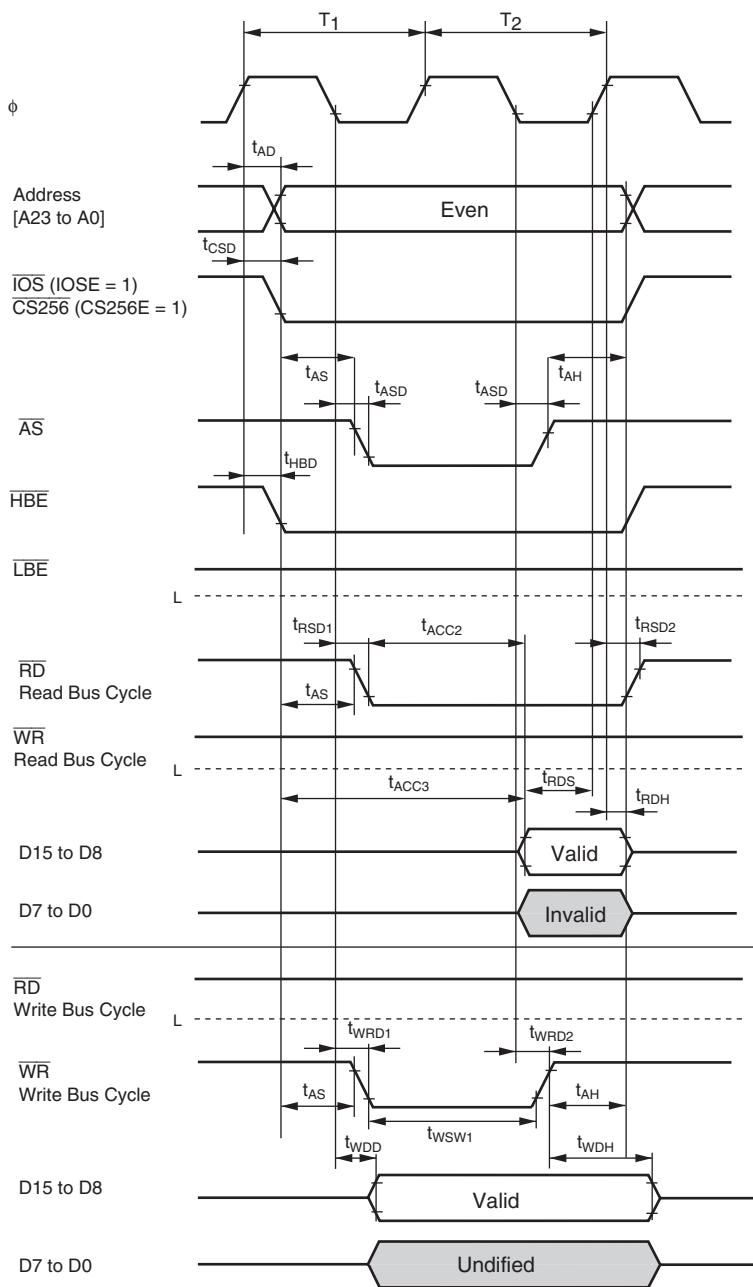 T1 T2
ϕ
tAD
Address
[A23 to A0]
Even
tCSD
IOS (IOSE = 1)
CS256 (CS256E = 1)
tAS tAH
tASD tASD
AS
tHBD
HBE
LBE
L
tRSD1 tACC2 tRSD2
RD
Read Bus Cycle
tAS
WR
Read Bus Cycle
L
tACC3 tRDS
tRDH
D15 to D8
Valid
D7 to D0
Invalid
RD
Write Bus Cycle
L
tWRD1 tWRD2
WR
Write Bus Cycle
tAS tAH
tWSW1
tWDD tWDH
D15 to D8
Valid
D7 to D0
Undified